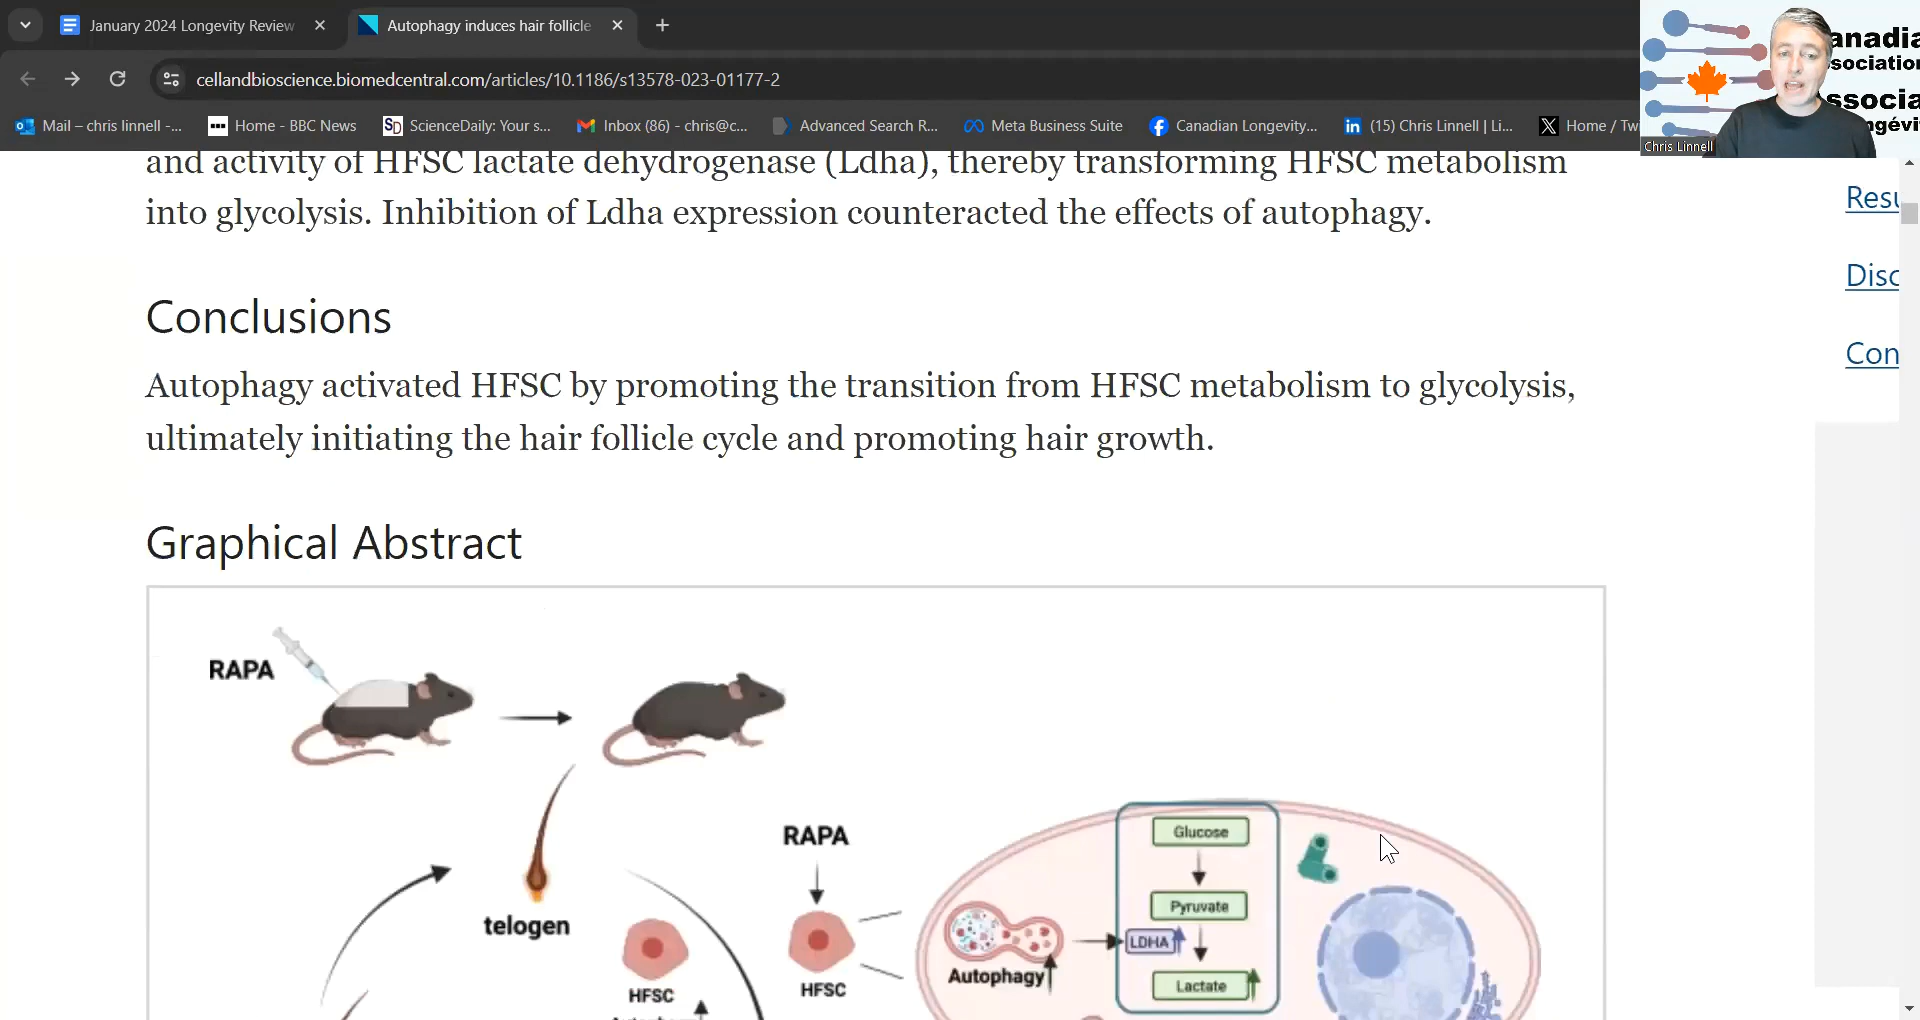 January 2024 Longevity Review
Autophagy induces hair follicle
cellandbioscience.biomedcentral.com/articles/10.1186/s13578-023-01177-2
Mail – chris linnell -...
Home - BBC News
ScienceDaily: Your s...
Inbox (86) - chris@c...
Advanced Search R...
Meta Business Suite
Canadian Longevity...
(15) Chris Linnell | Li...
Home / Tw
anadia
sociation
Associa
ngévi
Chris Linnell
and activity of HFSC lactate dehydrogenase (Ldha), thereby transforming HFSC metabolism
into glycolysis. Inhibition of Ldha expression counteracted the effects of autophagy.
Resu
Disc
Con
Conclusions
Autophagy activated HFSC by promoting the transition from HFSC metabolism to glycolysis,
ultimately initiating the hair follicle cycle and promoting hair growth.
Graphical Abstract
RAPA
telogen
HFSC
RAPA
HFSC
Autophagy
Glucose
Pyruvate
LDHA
Lactate